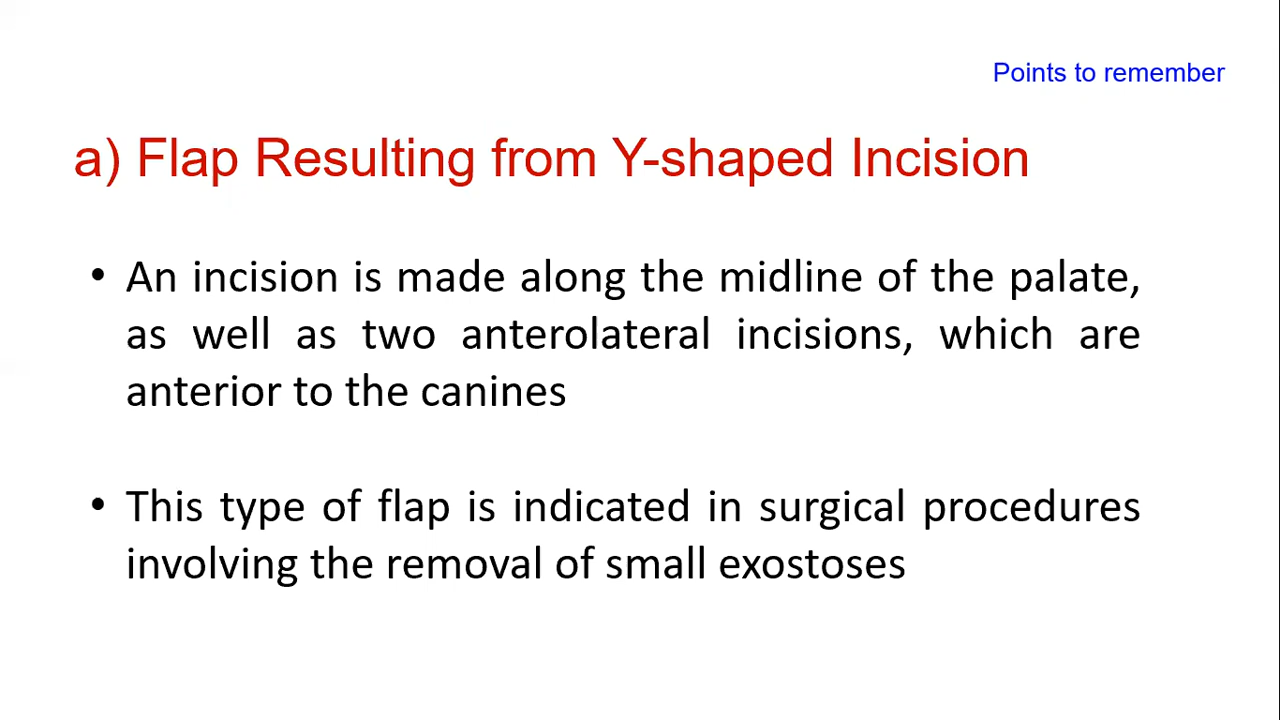 Points to remember
a) Flap Resulting from Y-shaped Incision
• An incision is made along the midline of the palate,
as well as two anterolateral incisions, which are
anterior to the canines
• This type of flap is indicated in surgical procedures
involving the removal of small exostoses